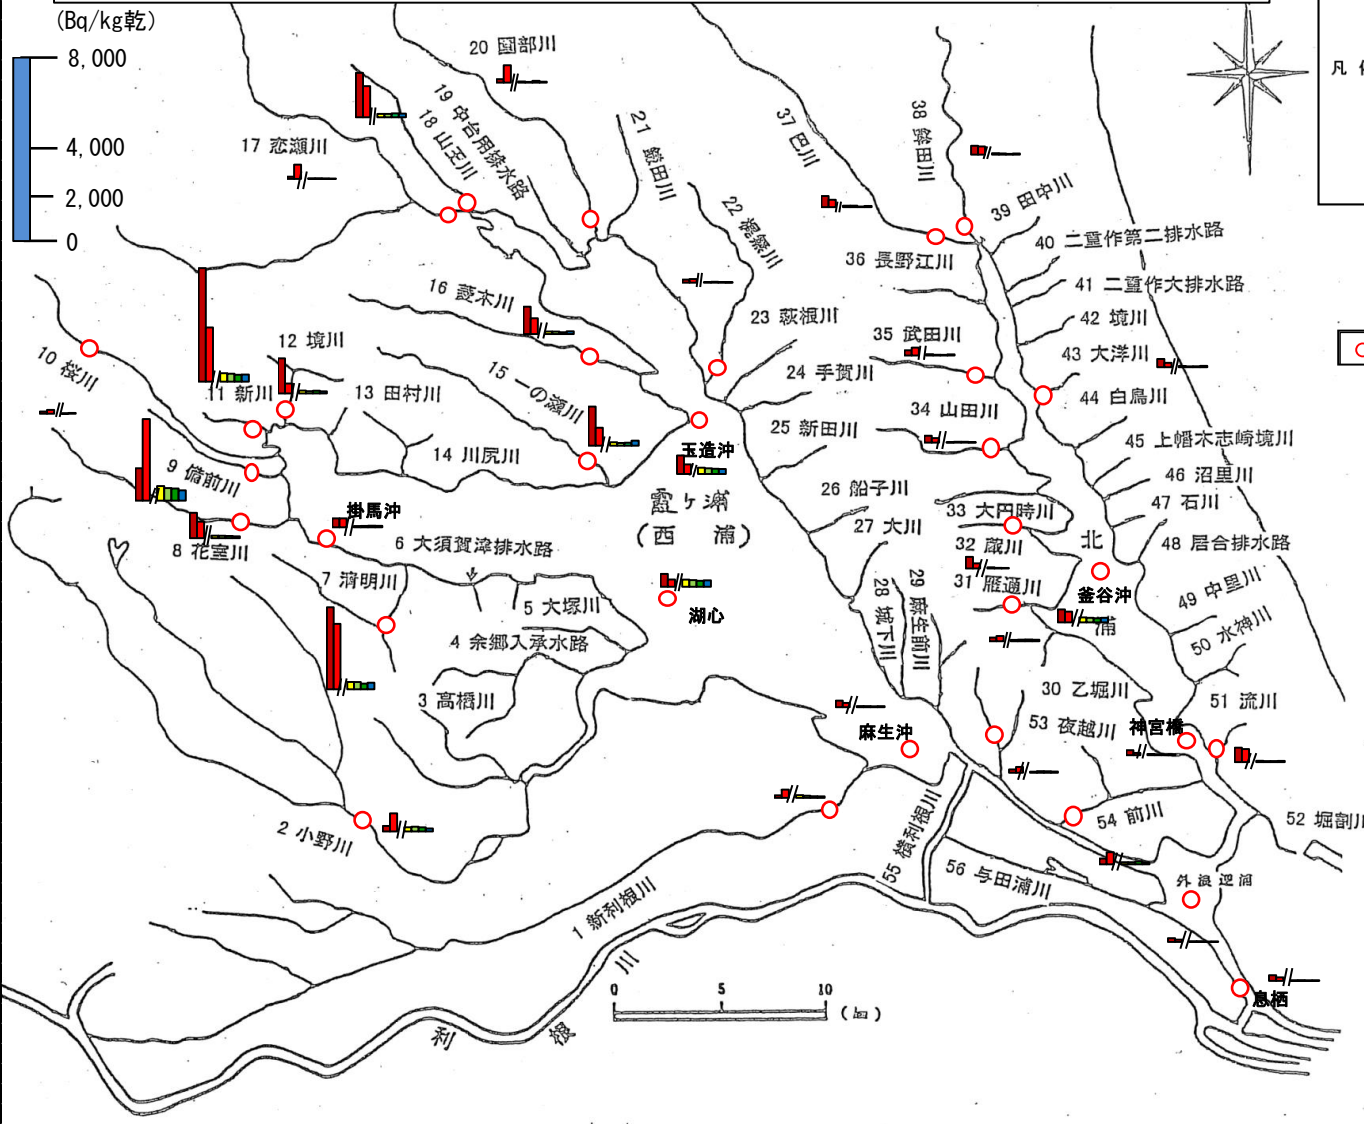 (Bq/kg乾)
8,000
4,000
2,000
0
20 園部川
19 中台用排水路
18 山王川
17 恋瀬川
21 鏡田川
22 梶無川
37 巴川
38 鉾田川
39 田中川
40 二重作第二排水路
36 長野江川
41 二重作大排水路
16 菱木川
23 萩根川
42 境川
35 武田川
12 境川
43 大洋川
10 桜川
15 一の瀬川
24 手賀川
11 新川
13 田村川
44 白鳥川
34 山田川
25 新田川
45 上幡木志崎境川
玉造沖
14 川尻川
9 備前川
46 沼里川
26 船子川
霞ヶ浦
(西 浦)
47 石川
掛馬沖
33 大円時川
27 大川
8 花室川
6 大須賀津排水路
32 蔵川
北
48 居合排水路
7 清明川
31 雁通川
釜谷沖
浦
49 中里川
5 大塚川
湖心
28 城下川
29 麻生前川
50 水神川
4 余郷入承水路
3 高橋川
30 乙堀川
51 流川
53 夜越川
神宮橋
麻生沖
2 小野川
54 前川
52 堀割川
55 横利根川
56 与田浦川
外浪逆浦
1 新利根川
息栖
利
根
川
0
5
10
(㎞)
凡